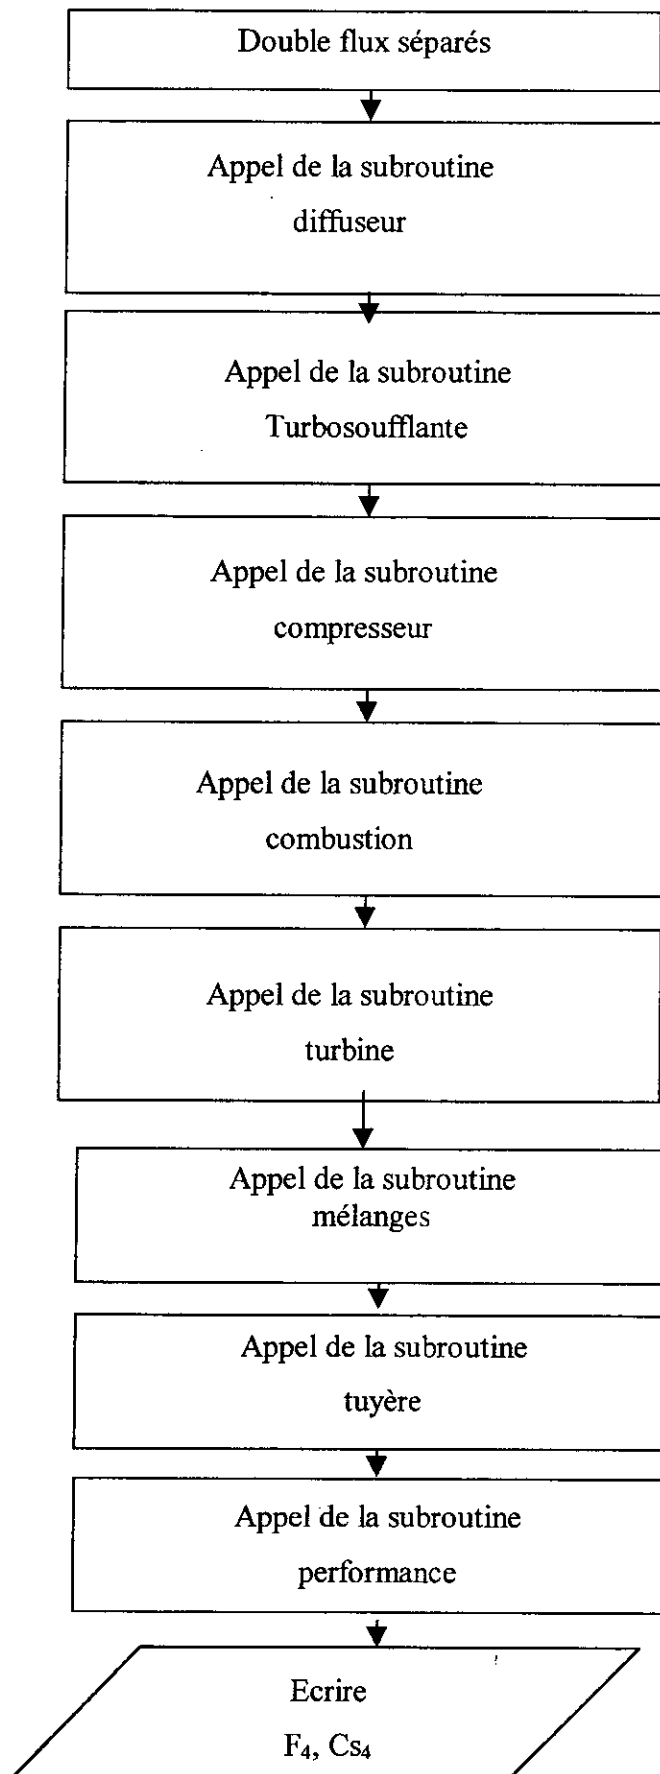 Double flux séparés
Appel de la subroutine
diffuseur
Appel de la subroutine
Turbosoufflante
Appel de la subroutine
compresseur
Appel de la subroutine
combustion
Appel de la subroutine
turbine
Appel de la subroutine
mélanges
Appel de la subroutine
tuyère
Appel de la subroutine
performance
Ecrire
F₄, Cs₄